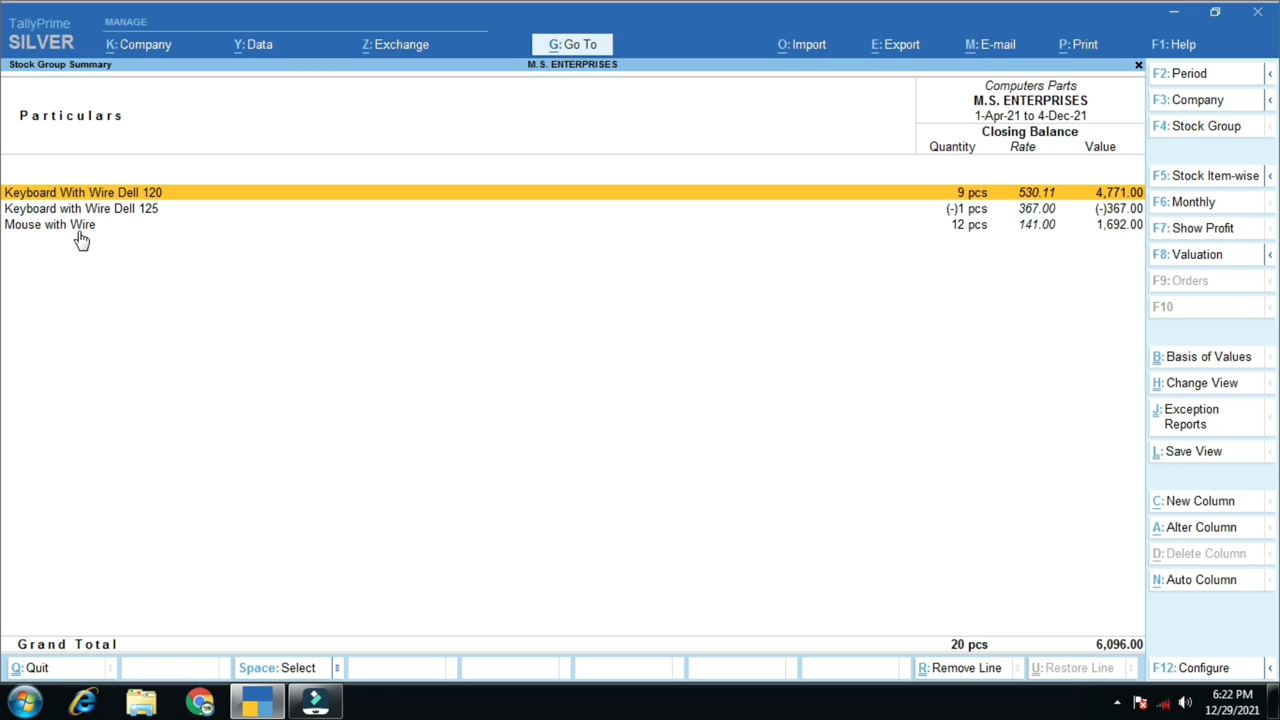 TallyPrime
SILVER
MANAGE
K: Company
Y: Data
Z: Exchange
G: Go To
O: Import
E: Export
M: E-mail
P: Print
F1: Help
Stock Group Summary
M.S. ENTERPRISES
Particulars
Computers Parts
M.S. ENTERPRISES
1-Apr-21 to 4-Dec-21
Closing Balance
Quantity Rate Value
Keyboard With Wire Dell 120 9 pcs 530.11 4,771.00
Keyboard with Wire Dell 125 (-)1 pcs 367.00 (-)367.00
Mouse with Wire 12 pcs 141.00 1,692.00
Grand Total 20 pcs 6,096.00
F2: Period
F3: Company
F4: Stock Group
F5: Stock Item-wise
F6: Monthly
F7: Show Profit
F8: Valuation
F9: Orders
F10
B: Basis of Values
H: Change View
J: Exception
Reports
L: Save View
C: New Column
A: Alter Column
D: Delete Column
N: Auto Column
Q: Quit
Space: Select
R: Remove Line
U: Restore Line
F12: Configure
6:22 PM
12/29/2021